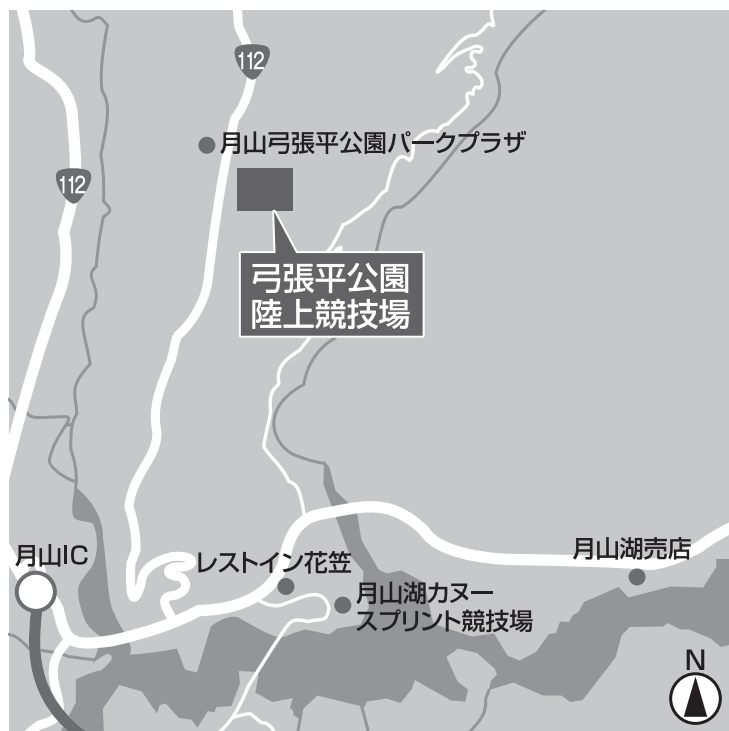 112
月山弓張平公園パークプラザ
112
弓張平公園
陸上競技場
月山IC
レストイン花笠
月山湖売店
月山湖カヌー
スプリント競技場
N